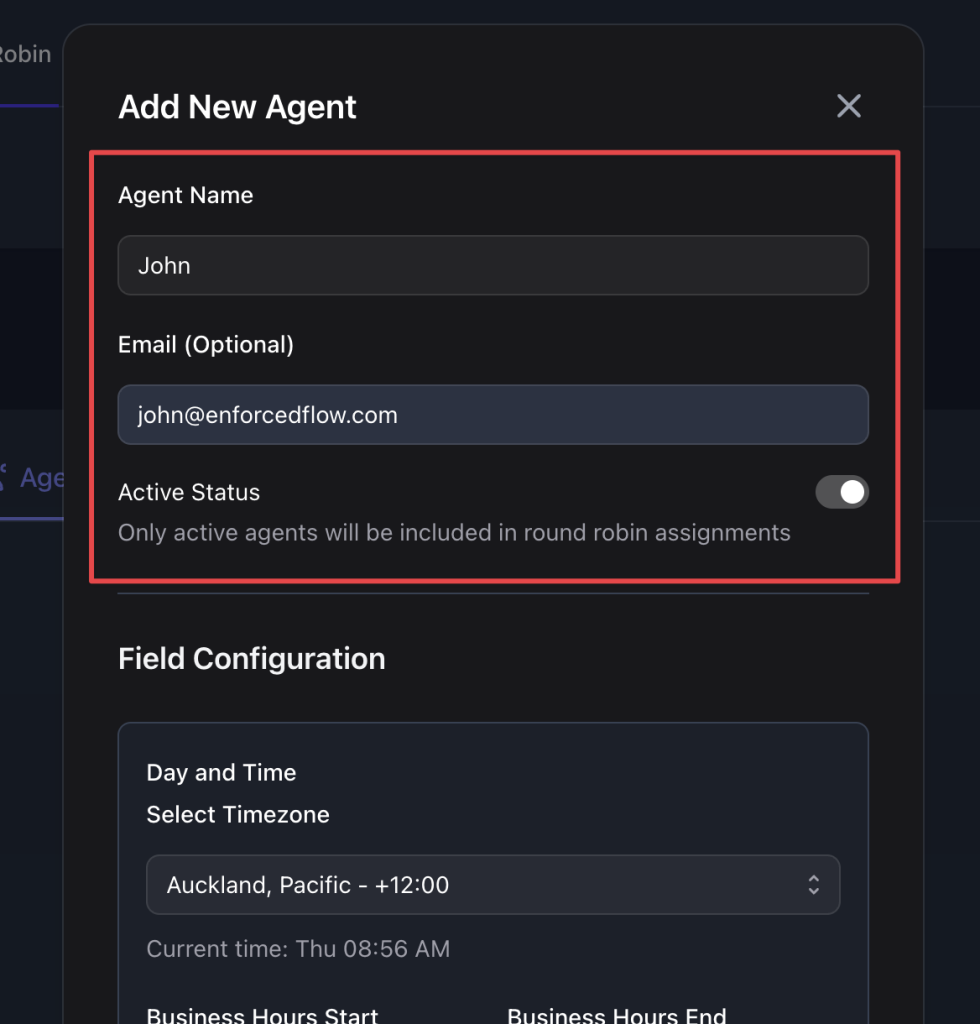 Robin
Add New Agent
Agent Name
John
Email (Optional)
john@enforcedflow.com
Age
Active Status
Only active agents will be included in round robin assignments
Field Configuration
Day and Time
Select Timezone
Auckland, Pacific - +12:00
Current time: Thu 08:56 AM
Business Hours Start Business Hours End